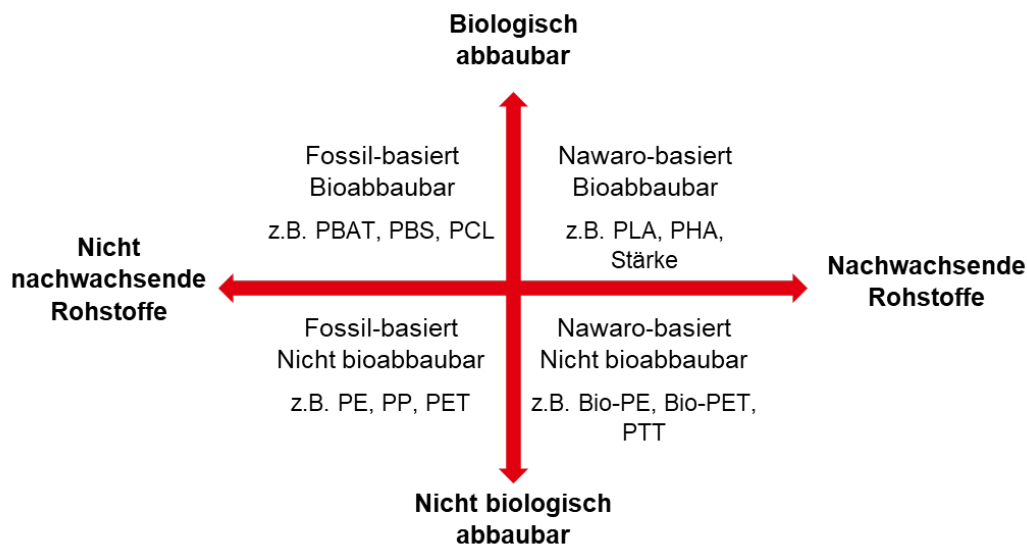 Biologisch
abbaubar
Fossil-basiert
Bioabbaubar
z.B. PBAT, PBS, PCL
Nawaro-basiert
Bioabbaubar
z.B. PLA, PHA,
Stärke
Nicht
nachwachsende
Rohstoffe
Nachwachsende
Rohstoffe
Fossil-basiert
Nicht bioabbaubar
z.B. PE, PP, PET
Nawaro-basiert
Nicht bioabbaubar
z.B. Bio-PE, Bio-PET,
PTT
Nicht biologisch
abbaubar